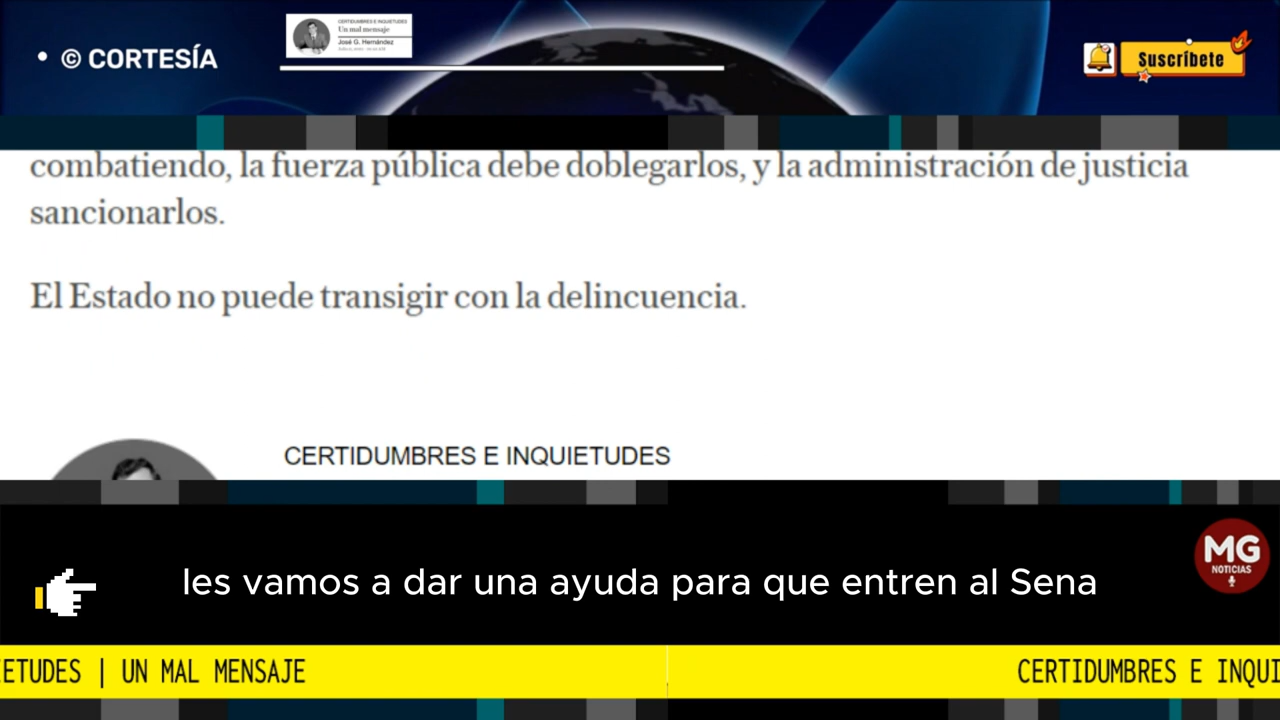 • © CORTESÍA
CERTIDUMBRES E INQUIETUDES
Un mal mensaje
José G. Hernández
Suscríbete
combatiendo, la fuerza pública debe doblegarlos, y la administración de justicia
sancionarlos.
El Estado no puede transigir con la delincuencia.
CERTIDUMBRES E INQUIETUDES
MG
NOTICIAS
les vamos a dar una ayuda para que entren al Sena
ETUDES | UN MAL MENSAJE
CERTIDUMBRES E INQUI